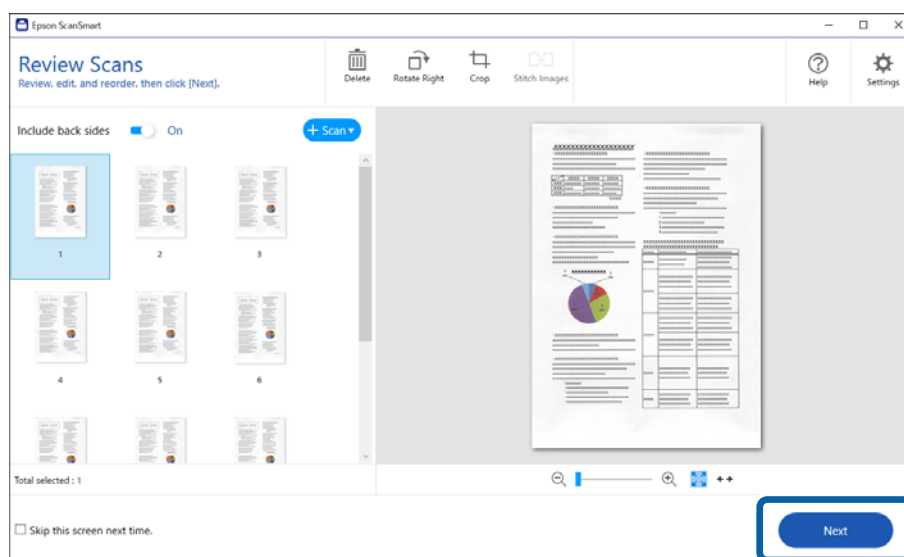 Epson ScanSmart
Review Scans
Review, edit, and reorder, then click [Next].
Delete
Rotate Right
Crop
Stitch Images
Help
Settings
Include back sides
On
+ Scan
1
2
3
4
5
6
Total selected : 1
Skip this screen next time.
Next